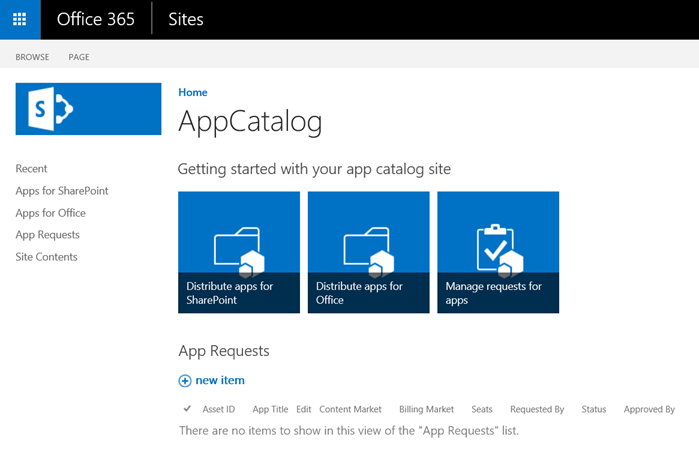 Office 365 Sites
BROWSE PAGE
S
Home
AppCatalog
Recent
Apps for SharePoint
Apps for Office
App Requests
Site Contents
Getting started with your app catalog site
Distribute apps for
SharePoint
Distribute apps for
Office
Manage requests for
apps
App Requests
new item
Asset ID App Title Edit Content Market Billing Market Seats Requested By Status Approved By
There are no items to show in this view of the "App Requests" list.